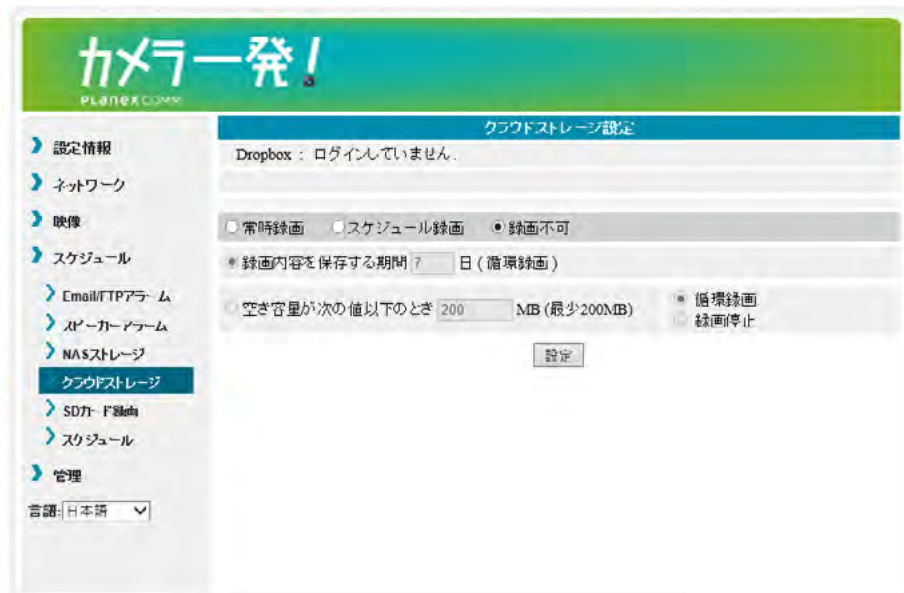 カメラ一発!
PLANEX COMM
設定情報
ネットワーク
映像
スケジュール
Email/FTPアラーム
スピーカーアラーム
NASストレージ
クラウドストレージ
SDカード録画
スケジュール
管理
言語: 日本語
クラウドストレージ設定
Dropbox : ログインしていません.
常時録画 スケジュール録画 録画不可
録画内容を保存する期間 7 日 ( 循環録画 )
空き容量が次の値以下のとき 200 MB (最少200MB)
循環録画
録画停止
設定